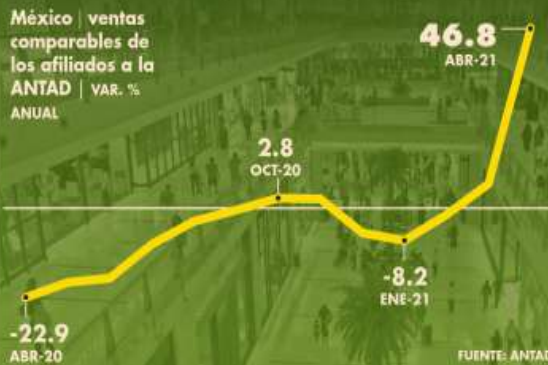 México | ventas
comparables de
los afiliados a la
ANTAD | VAR. %
ANUAL
46.8
ABR-21
2.8
OCT-20
-8.2
ENE-21
-22.9
ABR-20
FUENTE: ANTAD